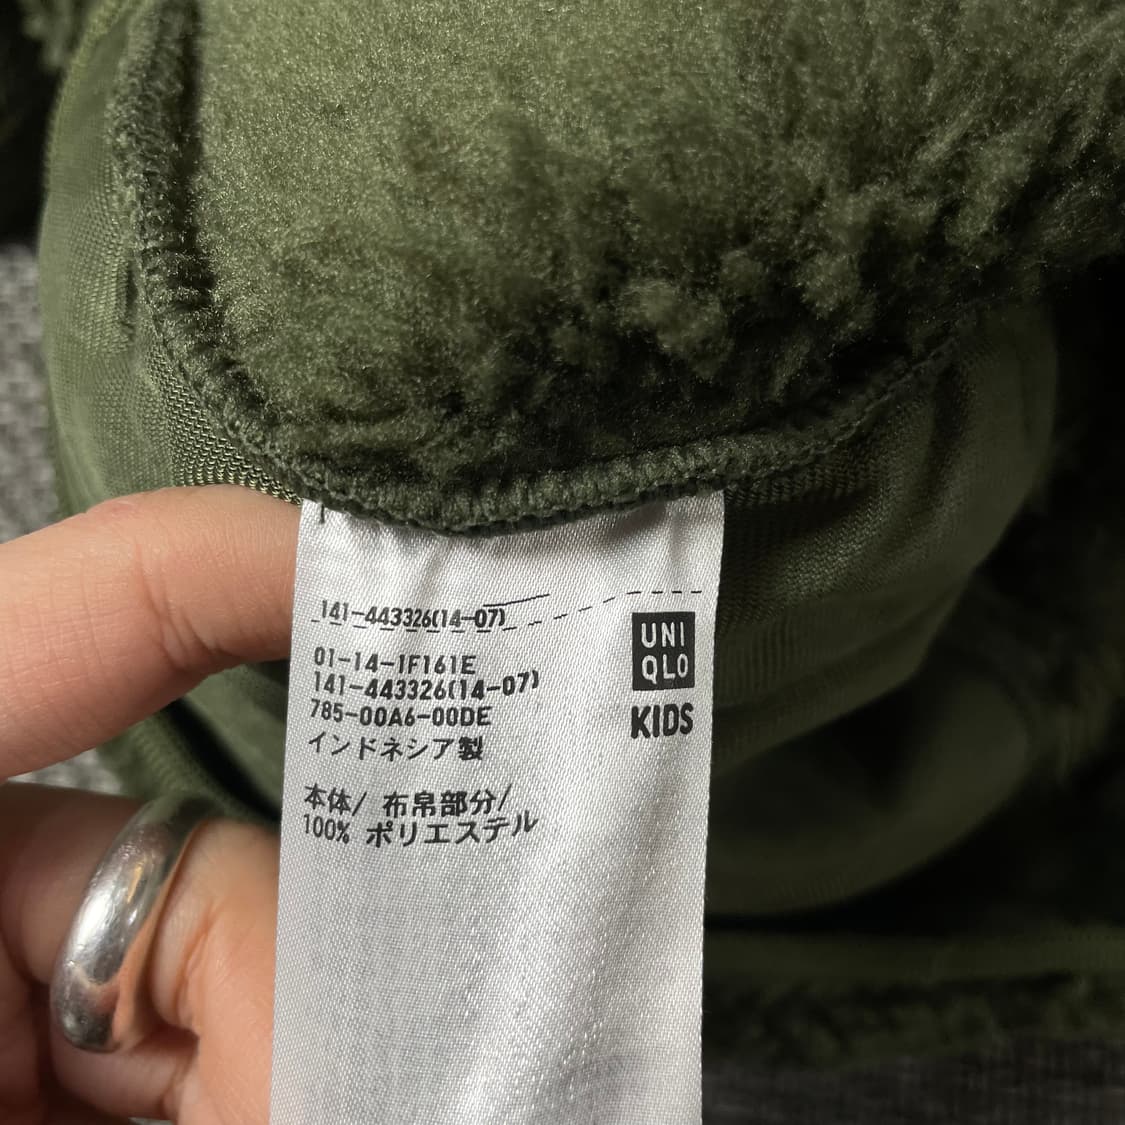 141-443326(14-07)
01-14-1F161E
141-443326(14-07)
785-00A6-00DE
インドネシア製
本体/ 布帛部分/
100% ポリエステル
UNI
QLO
KIDS